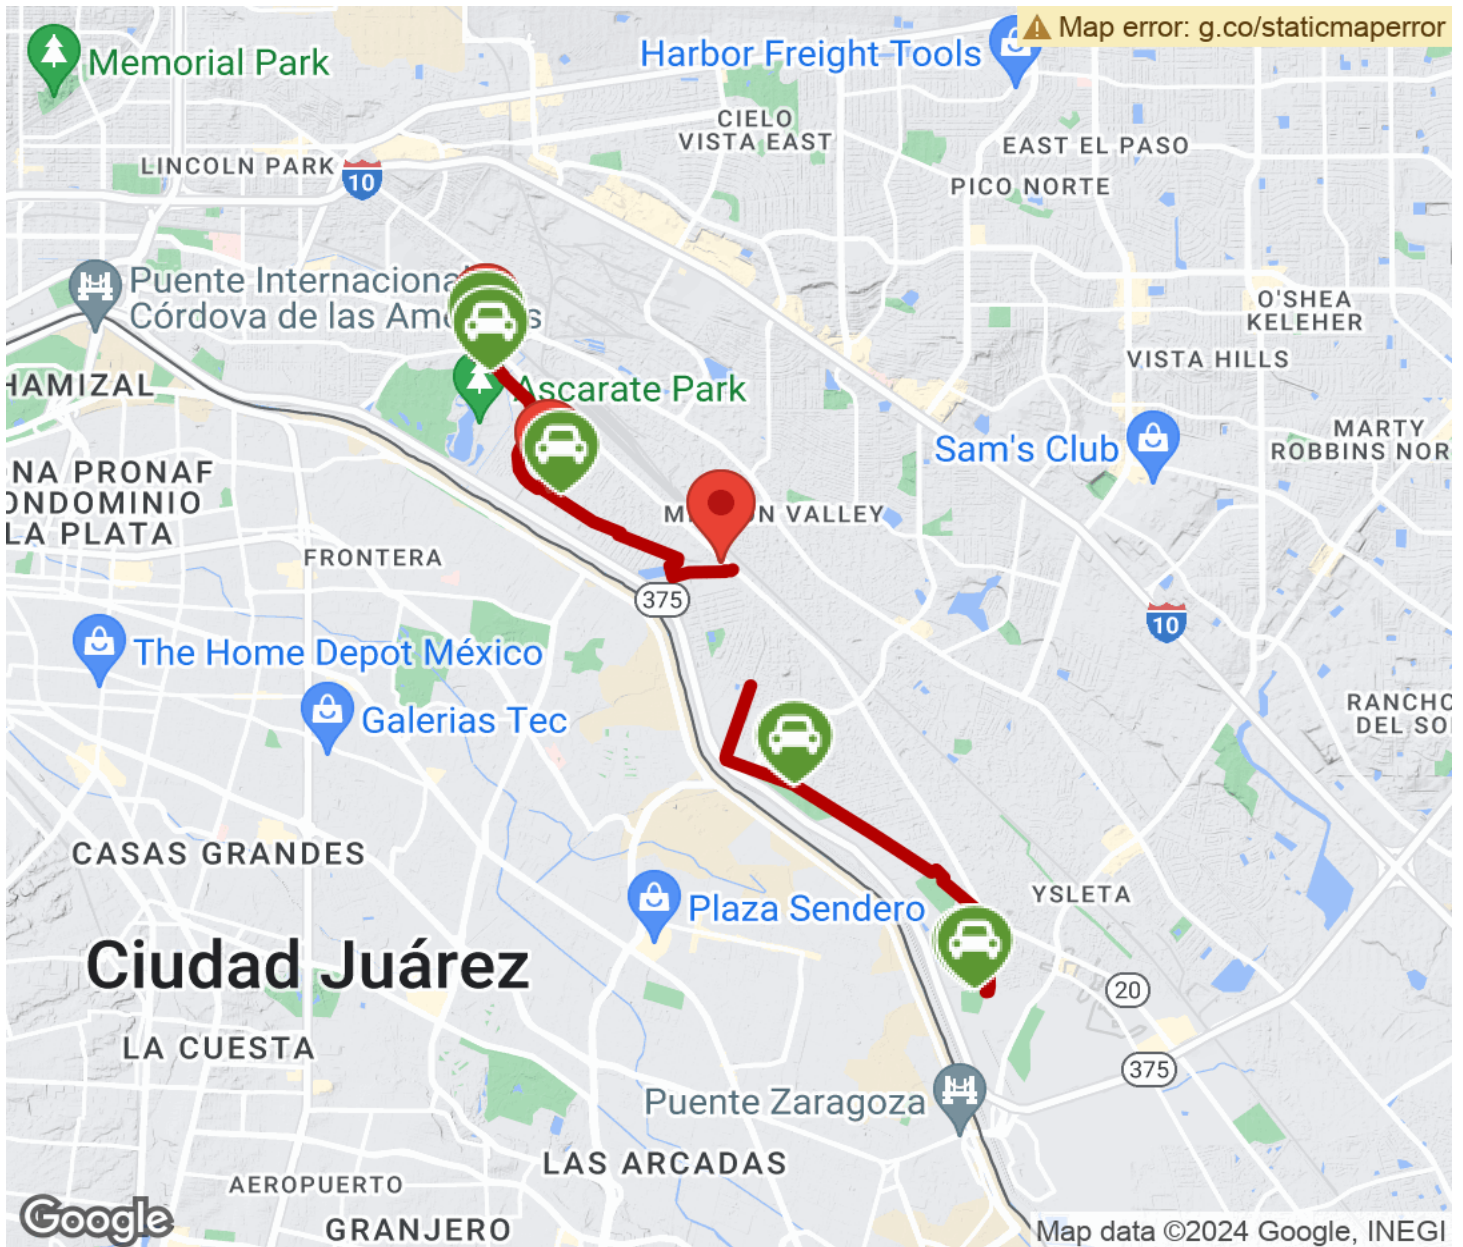 Map error: g.co/staticmaperror
Harbor Freight Tools
Memorial Park
CIELO
VISTA EAST
EAST EL PASO
LINCOLN PARK
10
PICO NORTE
Puente Internacional
Córdova de las Américas
O'SHEA
KELEHER
VISTA HILLS
HAMIZAL
Ascarate Park
MARTY
ROBBINS NOR
Sam's Club
NA PRONAF
ONDOMINIO
LA PLATA
MISSION VALLEY
FRONTERA
375
10
The Home Depot México
Galerias Tec
RANCHO
DEL SO
CASAS GRANDES
YSLETA
Plaza Sendero
Ciudad Juárez
20
LA CUESTA
375
Puente Zaragoza
LAS ARCADAS
AEROPUERTO
GRANJERO
Google
Map data ©2024 Google, INEGI